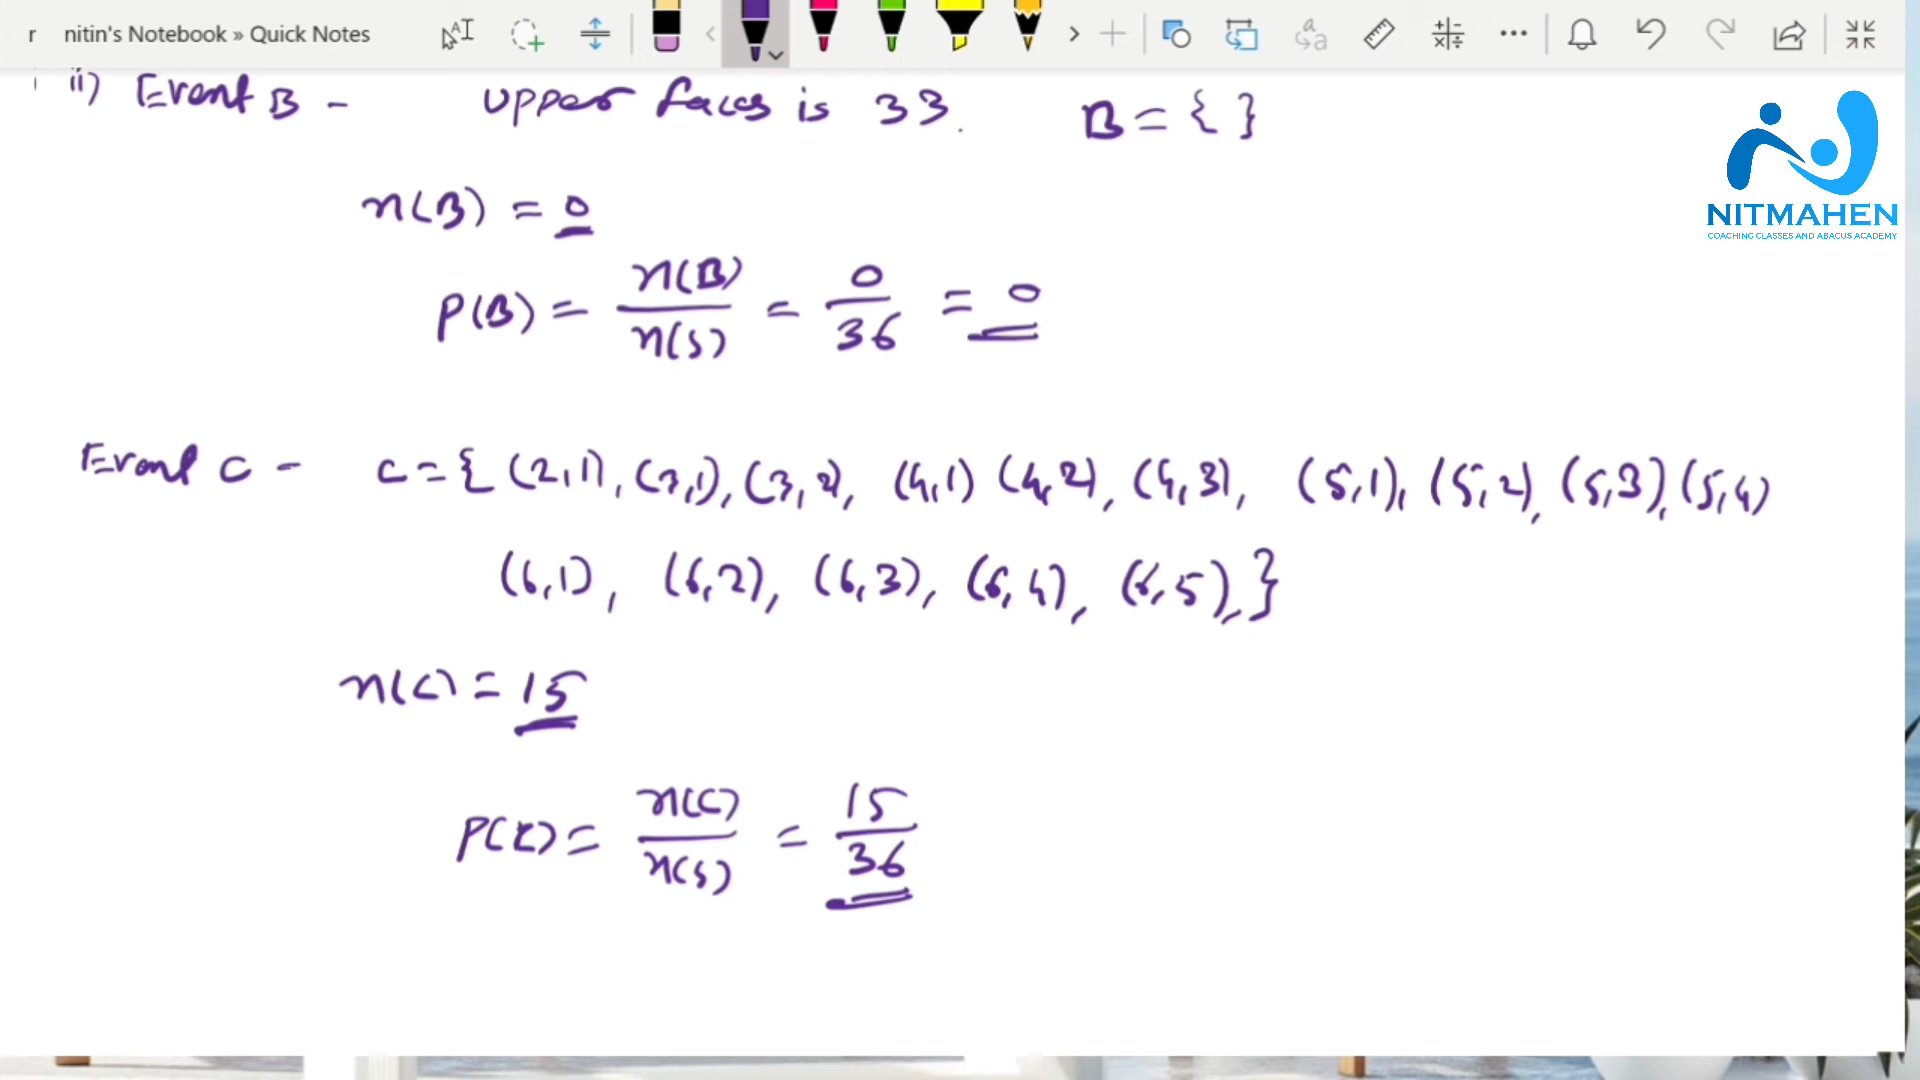 r nitin's Notebook » Quick Notes
ii) Event B - upper faces is 33. B = { }
n(B) = 0
P(B) = n(B)/n(S) = 0/36 = 0
Event C - C = { (2,1), (3,1), (3,2), (4,1) (4,2), (4,3), (5,1), (5,2), (5,3), (5,4)
(6,1), (6,2), (6,3), (6,4), (6,5), }
n(C) = 15
P(C) = n(C)/n(S) = 15/36
NITMAHEN
COACHING CLASSES AND ABACUS ACADEMY